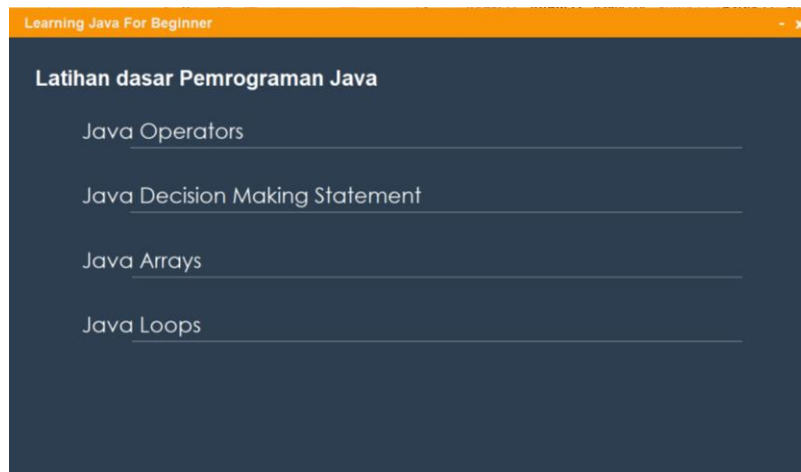 Learning Java For Beginner
- x
Latihan dasar Pemrograman Java
Java Operators
Java Decision Making Statement
Java Arrays
Java Loops